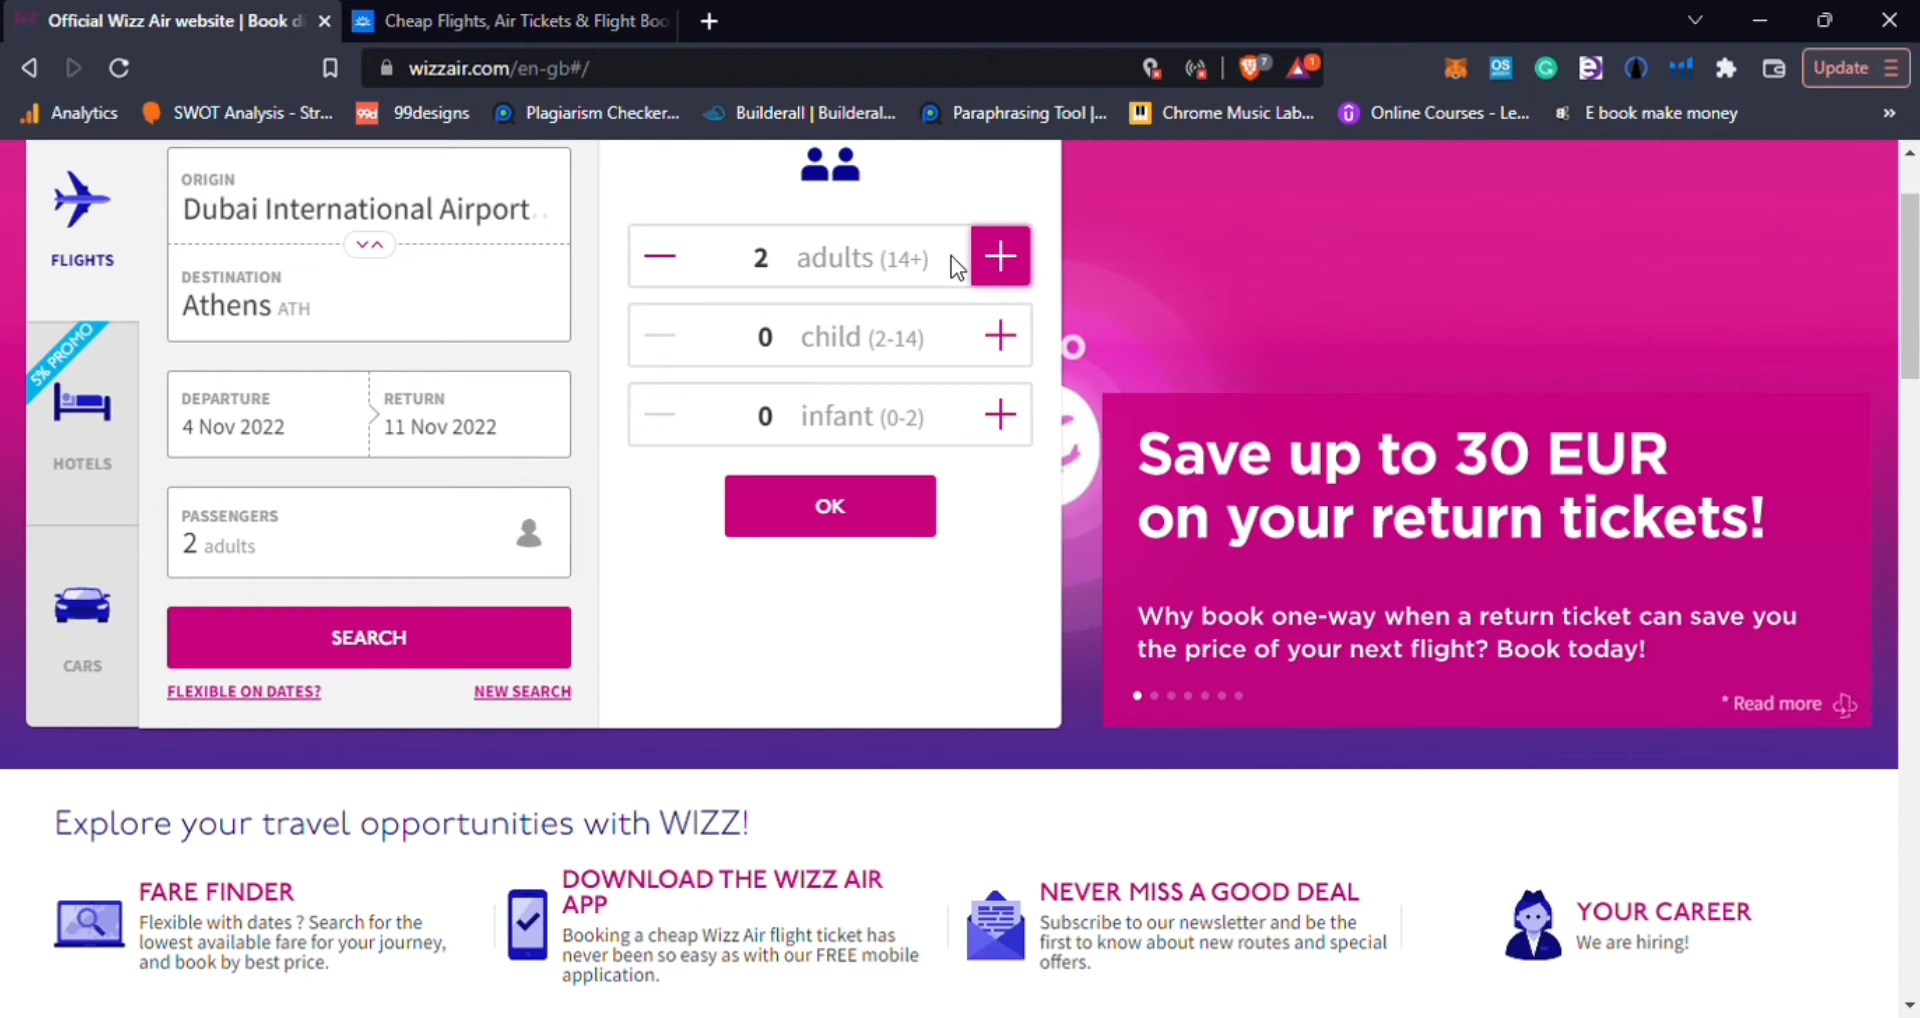 Official Wizz Air website | Book di
Cheap Flights, Air Tickets & Flight Boo
wizzair.com/en-gb#/
7
1
Update
Analytics
SWOT Analysis - Str...
99designs
Plagiarism Checker...
Builderall | Builderal...
Paraphrasing Tool |...
Chrome Music Lab...
Online Courses - Le...
E book make money
»
FLIGHTS
5% PROMO
HOTELS
CARS
ORIGIN
Dubai International Airport..
DESTINATION
Athens ATH
DEPARTURE
4 Nov 2022
RETURN
11 Nov 2022
PASSENGERS
2 adults
SEARCH
FLEXIBLE ON DATES?
NEW SEARCH
2 adults (14+)
0 child (2-14)
0 infant (0-2)
OK
Save up to 30 EUR
on your return tickets!
Why book one-way when a return ticket can save you
the price of your next flight? Book today!
* Read more
Explore your travel opportunities with WIZZ!
FARE FINDER
Flexible with dates ? Search for the
lowest available fare for your journey,
and book by best price.
DOWNLOAD THE WIZZ AIR
APP
Booking a cheap Wizz Air flight ticket has
never been so easy as with our FREE mobile
application.
NEVER MISS A GOOD DEAL
Subscribe to our newsletter and be the
first to know about new routes and special
offers.
YOUR CAREER
We are hiring!